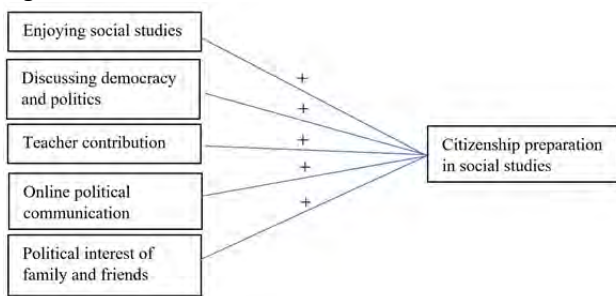 Enjoying social studies
Discussing democracy
and politics
Teacher contribution
Online political
communication
Political interest of
family and friends
+
+
+
+
+
Citizenship preparation
in social studies